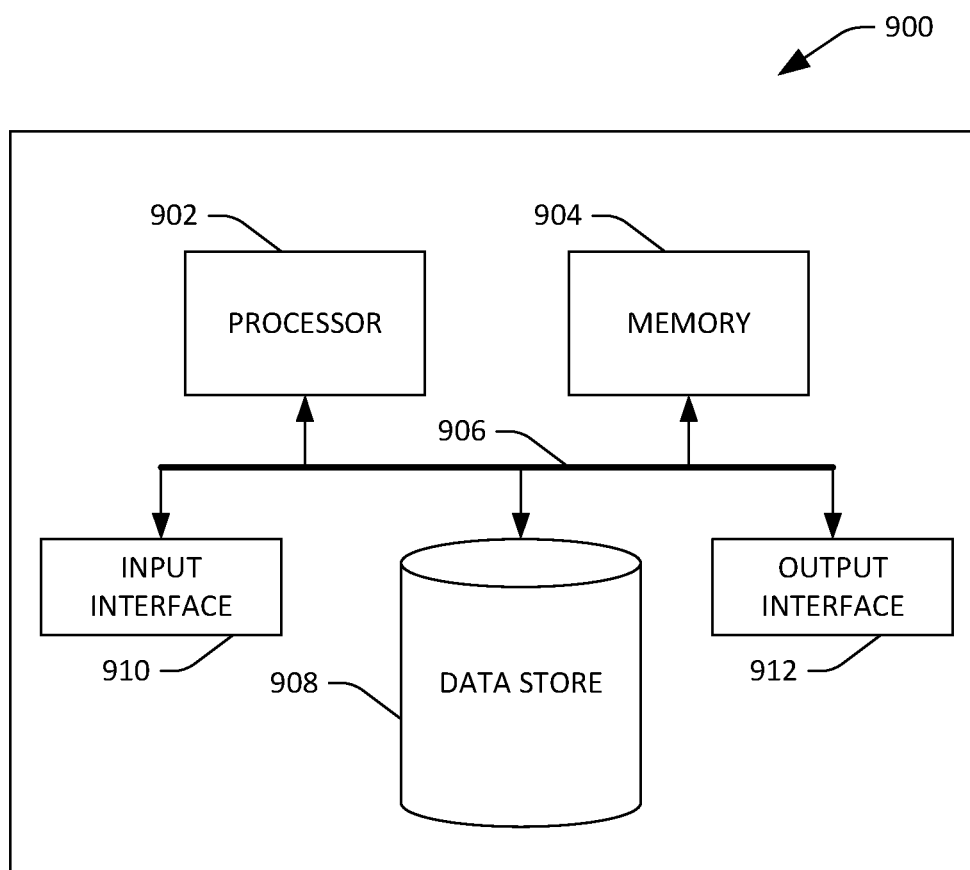 900
902
904
PROCESSOR
MEMORY
906
INPUT
INTERFACE
OUTPUT
INTERFACE
910
908
DATA STORE
912